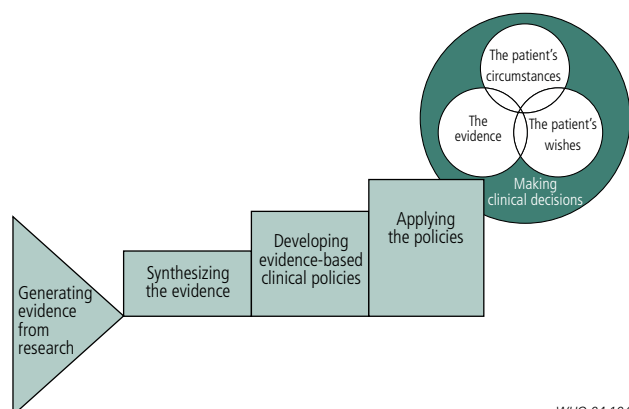 The patient's
circumstances
The
evidence
The patient's
wishes
Making
clinical decisions
Applying
the policies
Developing
evidence-based
clinical policies
Synthesizing
the evidence
Generating
evidence
from
research